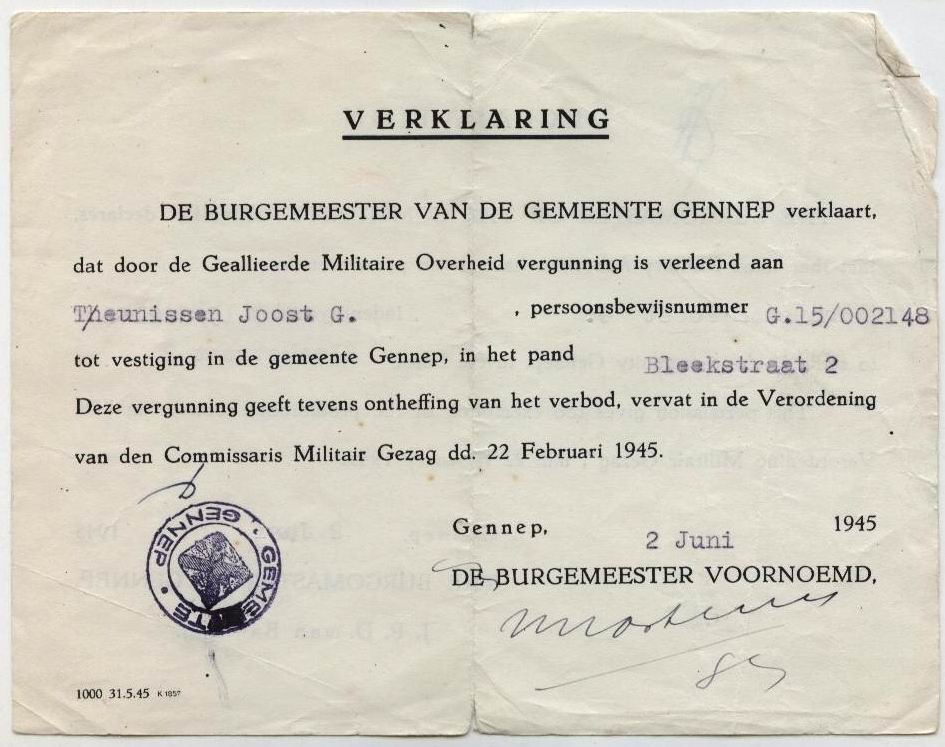 VERKLARING
DE BURGEMEESTER VAN DE GEMEENTE GENNEP verklaart,
dat door de Geallieerde Militaire Overheid vergunning is verleend aan
Theunissen Joost G. , persoonsbewijsnummer G.15/002148
tot vestiging in de gemeente Gennep, in het pand Bleekstraat 2
Deze vergunning geeft tevens ontheffing van het verbod, vervat in de Verordening
van den Commissaris Militair Gezag dd. 22 Februari 1945.
GEMEENTE · GENNEP · GENNEP
Gennep, 2 Juni 1945
DE BURGEMEESTER VOORNOEMD,
1000 31.5.45 K 1857